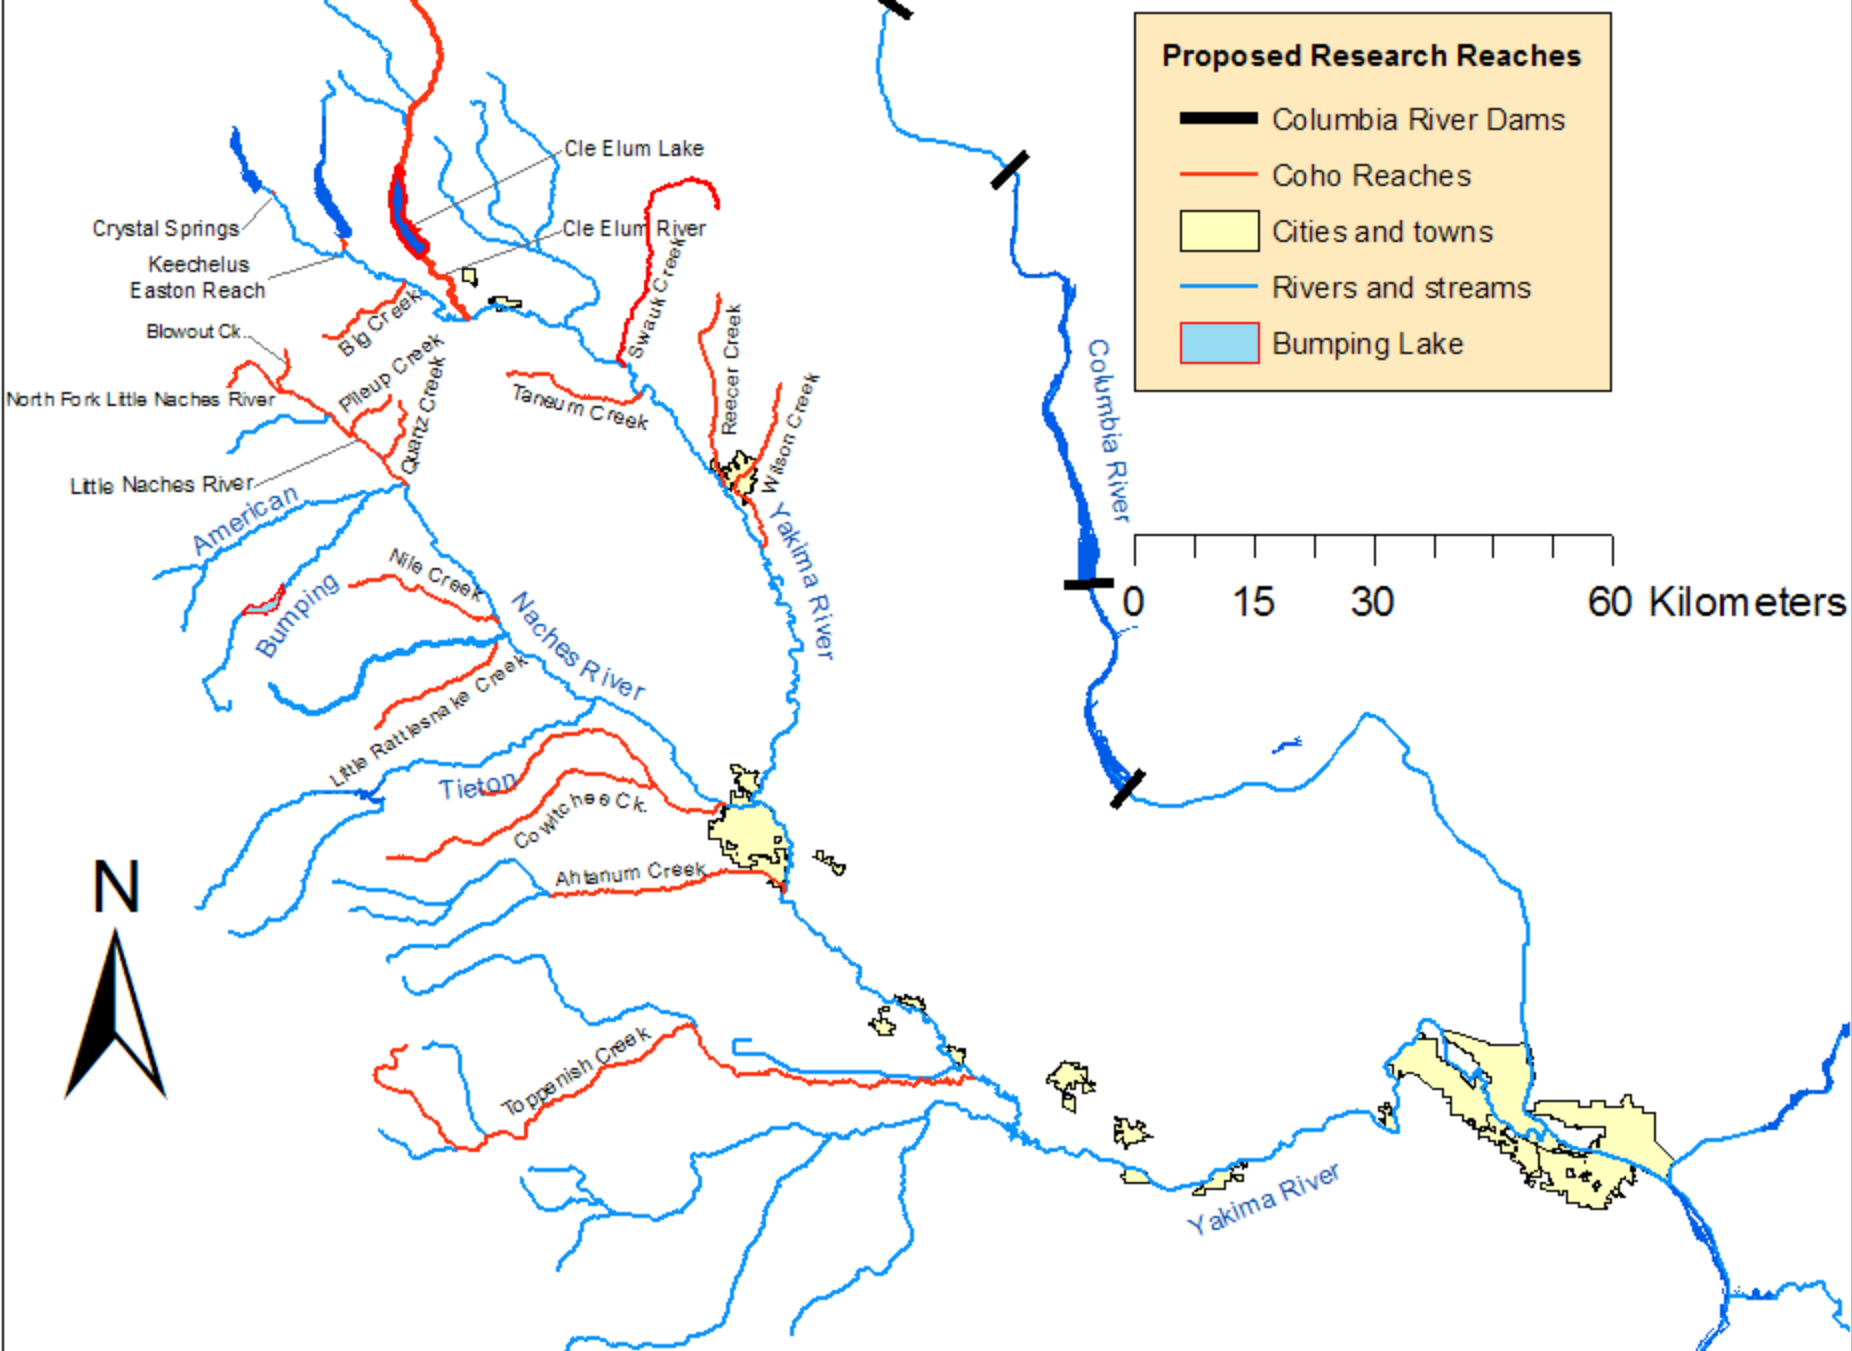 Proposed Research Reaches
Columbia River Dams
Coho Reaches
Cities and towns
Rivers and streams
Bumping Lake
Cle Elum Lake
Cle Elum River
Crystal Springs
Keechelus
Easton Reach
Big Creek
Blowout Ck.
Pileup Creek
North Fork Little Naches River
Quartz Creek
Little Naches River
Swauk Creek
Reecer Creek
Taneum Creek
Wilson Creek
Columbia River
American
Yakima River
Nile Creek
Bumping
Naches River
0 15 30 60 Kilometers
Little Rattlesnake Creek
Tieton
Cowitchee Ck.
Ahtanum Creek
N
Toppenish Creek
Yakima River